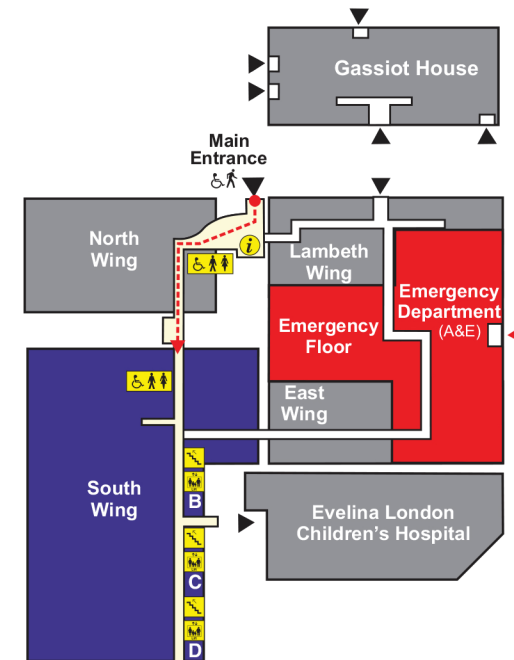 Gassiot House
Main
Entrance
North
Wing
i
Lambeth
Wing
Emergency
Department
(A&E)
Emergency
Floor
East
Wing
South
Wing
B
Evelina London
Children's Hospital
C
D